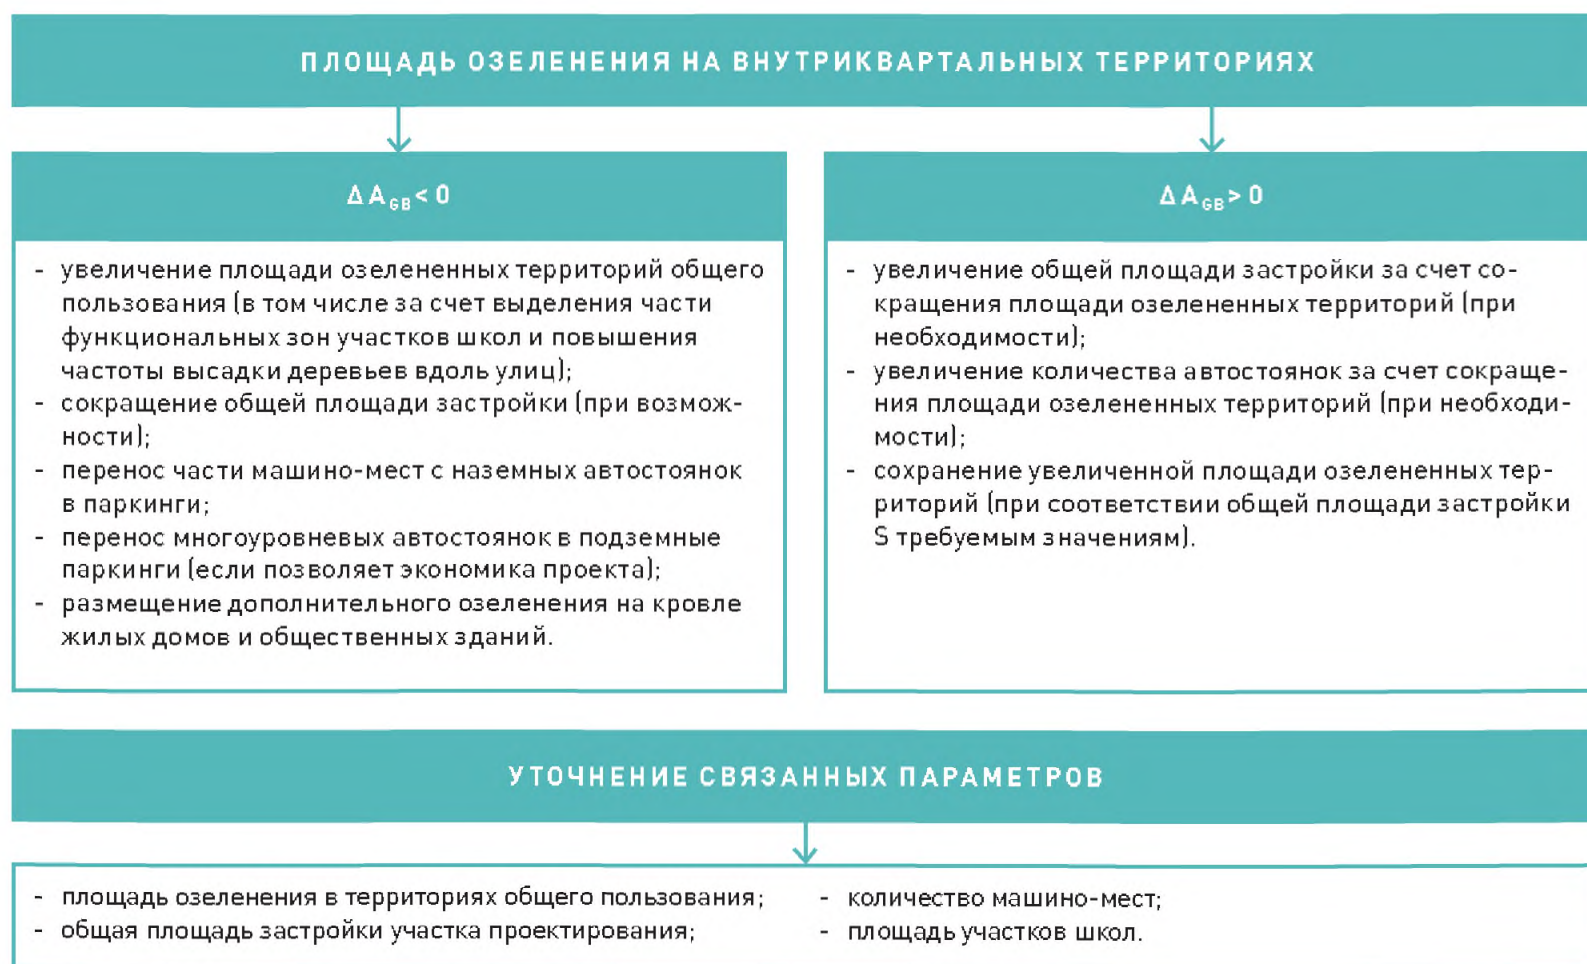 ПЛОЩАДЬ ОЗЕЛЕНЕНИЯ НА ВНУТРИКВАРТАЛЬНЫХ ТЕРРИТОРИЯХ
Δ A_GB < 0
- увеличение площади озелененных территорий общего
пользования (в том числе за счет выделения части
функциональных зон участков школ и повышения
частоты высадки деревьев вдоль улиц);
- сокращение общей площади застройки (при возмож-
ности);
- перенос части машино-мест с наземных автостоянок
в паркинги;
- перенос многоуровневых автостоянок в подземные
паркинги (если позволяет экономика проекта);
- размещение дополнительного озеленения на кровле
жилых домов и общественных зданий.
Δ A_GB > 0
- увеличение общей площади застройки за счет со-
кращения площади озелененных территорий (при
необходимости);
- увеличение количества автостоянок за счет сокраще-
ния площади озелененных территорий (при необходи-
мости);
- сохранение увеличенной площади озелененных тер-
риторий (при соответствии общей площади застройки
S требуемым значениям).
УТОЧНЕНИЕ СВЯЗАННЫХ ПАРАМЕТРОВ
- площадь озеленения в территориях общего пользования;
- общая площадь застройки участка проектирования;
- количество машино-мест;
- площадь участков школ.